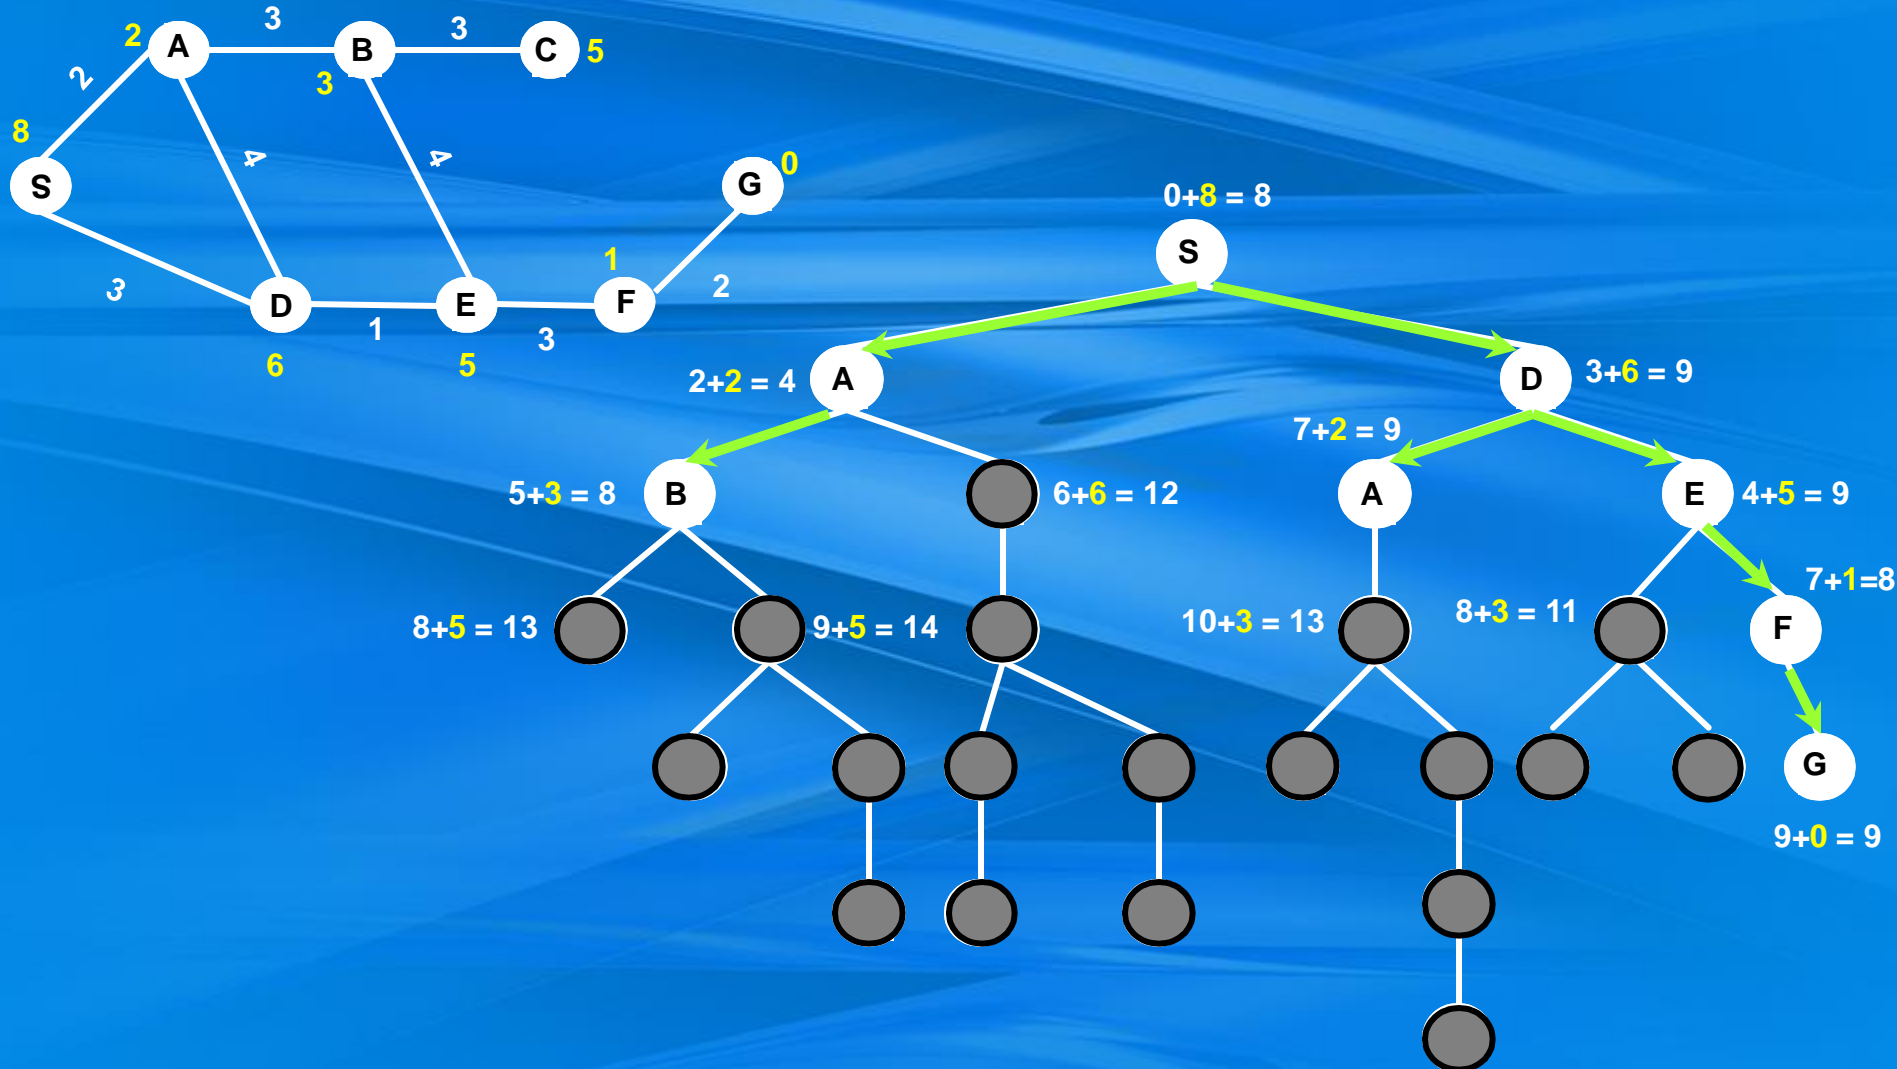 3
3
2
A
B
C
5
3
2
8
4
4
S
G
0
1
3
D
E
F
2
1
3
6
5
0+8 = 8
S
2+2 = 4
A
D
3+6 = 9
7+2 = 9
5+3 = 8
B
6+6 = 12
A
E
4+5 = 9
7+1=8
8+5 = 13
9+5 = 14
10+3 = 13
8+3 = 11
F
G
9+0 = 9